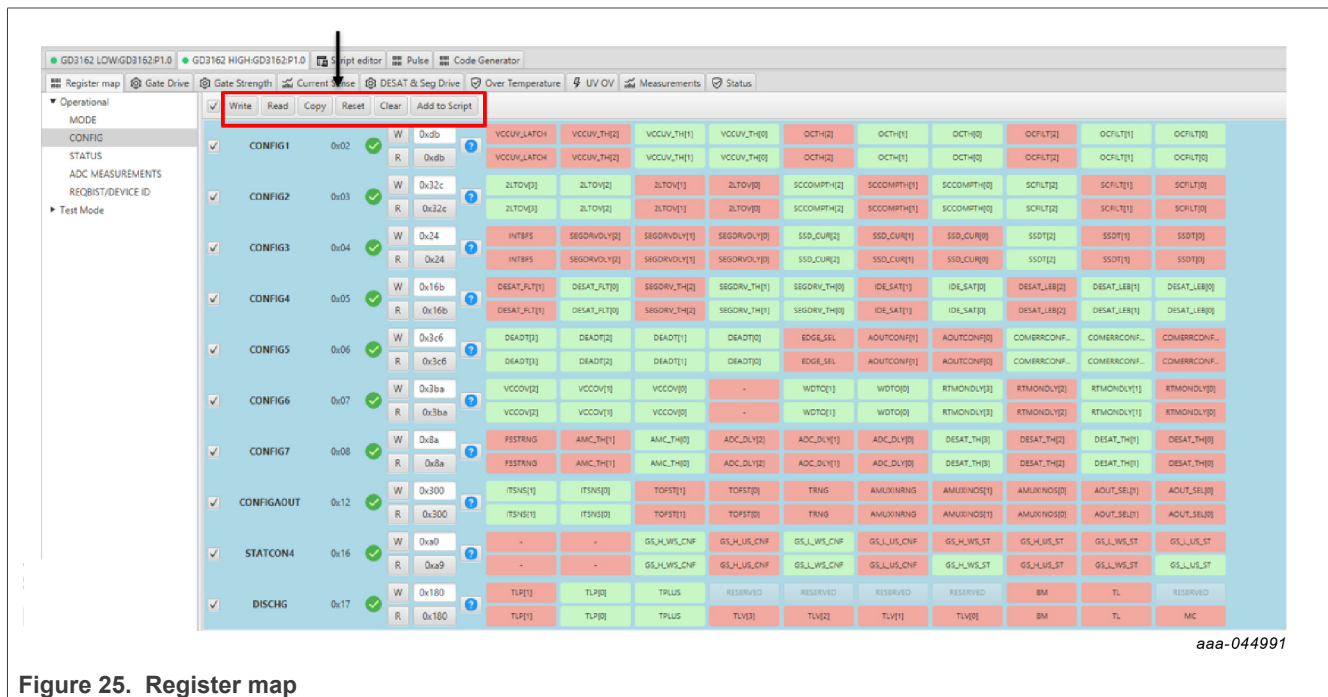 GD3162 LOW:GD3162:P1.0 GD3162 HIGH:GD3162:P1.0 Script editor Pulse Code Generator
Register map Gate Drive Gate Strength Current Sense DESAT & Seg Drive Over Temperature UV OV Measurements Status
Operational
MODE
CONFIG
STATUS
ADC MEASUREMENTS
REQBIST/DEVICE ID
Test Mode
Write Read Copy Reset Clear Add to Script
CONFIG1 0x02
W 0xdb VCCUV_LATCH VCCUV_TH[2] VCCUV_TH[1] VCCUV_TH[0] OCTH[2] OCTH[1] OCTH[0] OCFILT[2] OCFILT[1] OCFILT[0]
R 0xdb VCCUV_LATCH VCCUV_TH[2] VCCUV_TH[1] VCCUV_TH[0] OCTH[2] OCTH[1] OCTH[0] OCFILT[2] OCFILT[1] OCFILT[0]
CONFIG2 0x03
W 0x32c 2LTOV[3] 2LTOV[2] 2LTOV[1] 2LTOV[0] SCCOMPTH[2] SCCOMPTH[1] SCCOMPTH[0] SCFILT[2] SCFILT[1] SCFILT[0]
R 0x32c 2LTOV[3] 2LTOV[2] 2LTOV[1] 2LTOV[0] SCCOMPTH[2] SCCOMPTH[1] SCCOMPTH[0] SCFILT[2] SCFILT[1] SCFILT[0]
CONFIG3 0x04
W 0x24 INTBFS SEGDRVDLY[2] SEGDRVDLY[1] SEGDRVDLY[0] SSD_CUR[2] SSD_CUR[1] SSD_CUR[0] SSDT[2] SSDT[1] SSDT[0]
R 0x24 INTBFS SEGDRVDLY[2] SEGDRVDLY[1] SEGDRVDLY[0] SSD_CUR[2] SSD_CUR[1] SSD_CUR[0] SSDT[2] SSDT[1] SSDT[0]
CONFIG4 0x05
W 0x16b DESAT_FLT[1] DESAT_FLT[0] SEGDRV_TH[2] SEGDRV_TH[1] SEGDRV_TH[0] IDE_SAT[1] IDE_SAT[0] DESAT_LEB[2] DESAT_LEB[1] DESAT_LEB[0]
R 0x16b DESAT_FLT[1] DESAT_FLT[0] SEGDRV_TH[2] SEGDRV_TH[1] SEGDRV_TH[0] IDE_SAT[1] IDE_SAT[0] DESAT_LEB[2] DESAT_LEB[1] DESAT_LEB[0]
CONFIG5 0x06
W 0x3c6 DEADT[3] DEADT[2] DEADT[1] DEADT[0] EDGE_SEL AOUTCONF[1] AOUTCONF[0] COMERRCONF... COMERRCONF... COMERRCONF...
R 0x3c6 DEADT[3] DEADT[2] DEADT[1] DEADT[0] EDGE_SEL AOUTCONF[1] AOUTCONF[0] COMERRCONF... COMERRCONF... COMERRCONF...
CONFIG6 0x07
W 0x3ba VCCOV[2] VCCOV[1] VCCOV[0] - WDTO[1] WDTO[0] RTMONDLY[3] RTMONDLY[2] RTMONDLY[1] RTMONDLY[0]
R 0x3ba VCCOV[2] VCCOV[1] VCCOV[0] - WDTO[1] WDTO[0] RTMONDLY[3] RTMONDLY[2] RTMONDLY[1] RTMONDLY[0]
CONFIG7 0x08
W 0x8a FSSTRNG AMC_TH[1] AMC_TH[0] ADC_DLY[2] ADC_DLY[1] ADC_DLY[0] DESAT_TH[3] DESAT_TH[2] DESAT_TH[1] DESAT_TH[0]
R 0x8a FSSTRNG AMC_TH[1] AMC_TH[0] ADC_DLY[2] ADC_DLY[1] ADC_DLY[0] DESAT_TH[3] DESAT_TH[2] DESAT_TH[1] DESAT_TH[0]
CONFIGAOUT 0x12
W 0x300 ITSNS[1] ITSNS[0] TOFST[1] TOFST[0] TRNG AMUXINRNG AMUXINOS[1] AMUXINOS[0] AOUT_SEL[1] AOUT_SEL[0]
R 0x300 ITSNS[1] ITSNS[0] TOFST[1] TOFST[0] TRNG AMUXINRNG AMUXINOS[1] AMUXINOS[0] AOUT_SEL[1] AOUT_SEL[0]
STATCON4 0x16
W 0xa0 - - GS_H_WS_CNF GS_H_US_CNF GS_L_WS_CNF GS_L_US_CNF GS_H_WS_ST GS_H_US_ST GS_L_WS_ST GS_L_US_ST
R 0xa9 - - GS_H_WS_CNF GS_H_US_CNF GS_L_WS_CNF GS_L_US_CNF GS_H_WS_ST GS_H_US_ST GS_L_WS_ST GS_L_US_ST
DISCHG 0x17
W 0x180 TLP[1] TLP[0] TPLUS RESERVED RESERVED RESERVED RESERVED BM TL RESERVED
R 0x180 TLP[1] TLP[0] TPLUS TLV[3] TLV[2] TLV[1] TLV[0] BM TL MC
aaa-044991
Figure 25. Register map